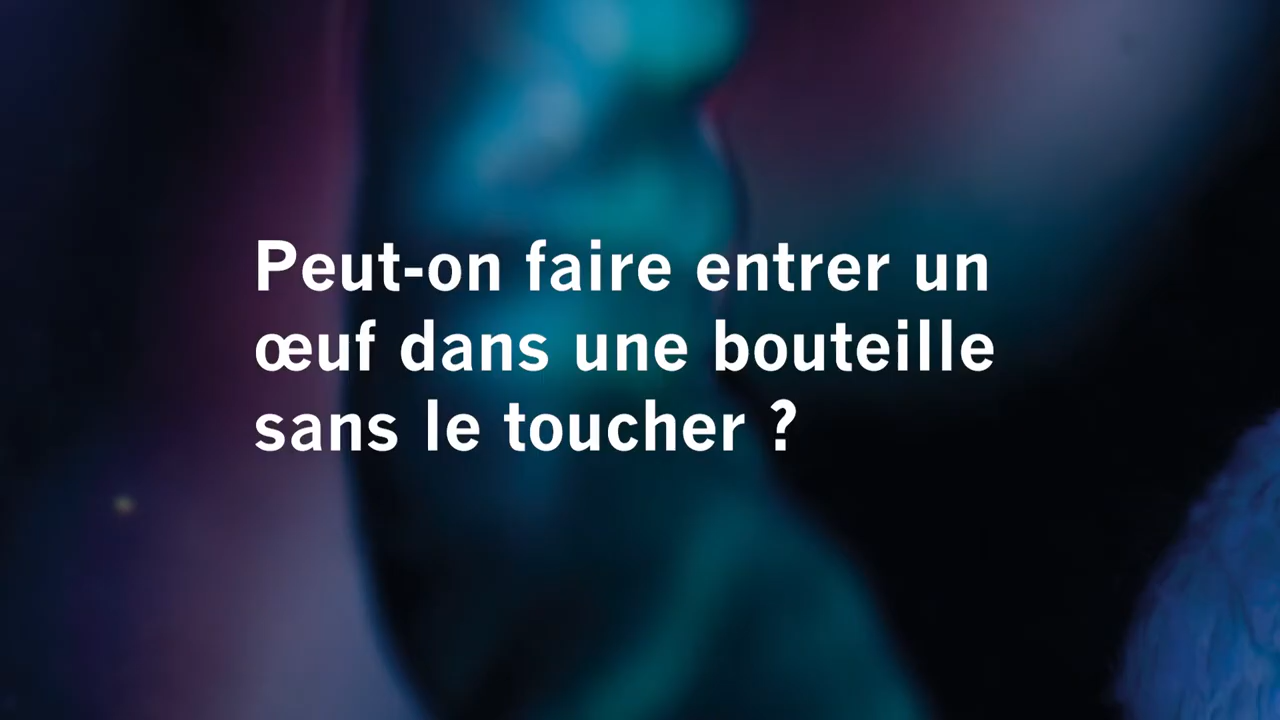 Peut-on faire entrer un
œuf dans une bouteille
sans le toucher ?